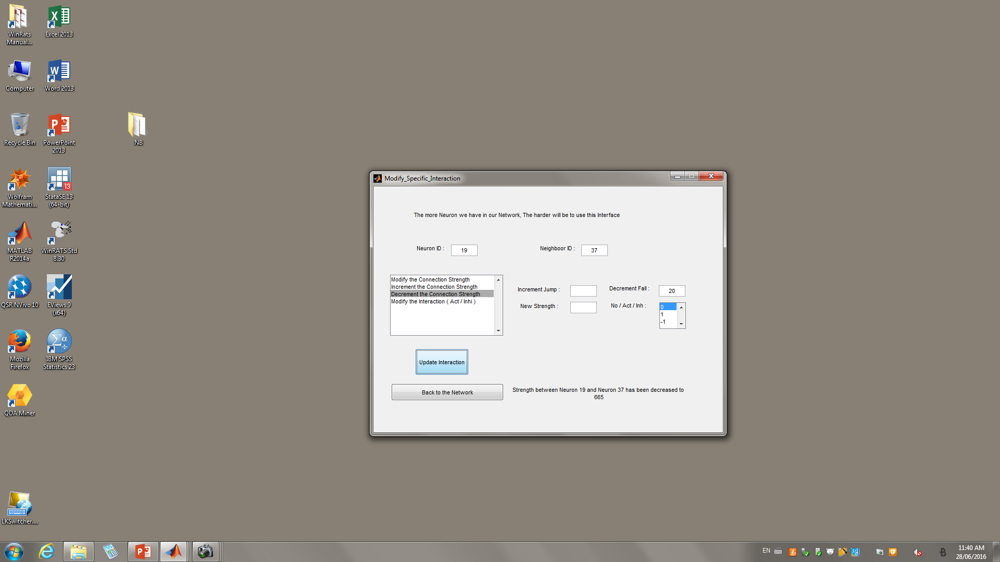 WinRats
Manual...
Excel 2013
Computer
Word 2013
Recycle Bin
PowerPoint
2013
NB
Wolfram
Mathemati...
StataSE 13
(64-bit)
13
MATLAB
R2014a
WinRATS Std
8.30
QSR NVivo 10
EViews 9
(x64)
Mozilla
Firefox
IBM SPSS
Statistics 23
QDA Miner
LKSwitcher....
Modify_Specific_Interaction
The more Neuron we have in our Network, The harder will be to use this Interface
Neuron ID :
19
Neighboor ID :
37
Modify the Connection Strength
Increment the Connection Strength
Decrement the Connection Strength
Modify the Interaction ( Act / Inhi )
Increment Jump :
Decrement Fall :
20
New Strength :
No / Act / Inh :
0
1
-1
Update Interaction
Back to the Network
Strength between Neuron 19 and Neuron 37 has been decreased to
665
EN
11:40 AM
28/06/2016